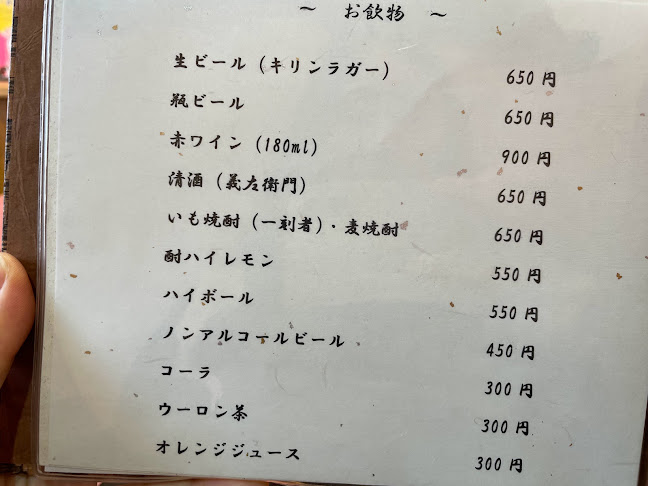 ～ お飲物 ～
生ビール（キリンラガー） 650円
瓶ビール 650円
赤ワイン（180ml） 900円
清酒（義左衛門） 650円
いも焼酎（一刻者）・麦焼酎 650円
酎ハイレモン 550円
ハイボール 550円
ノンアルコールビール 450円
コーラ 300円
ウーロン茶 300円
オレンジジュース 300円